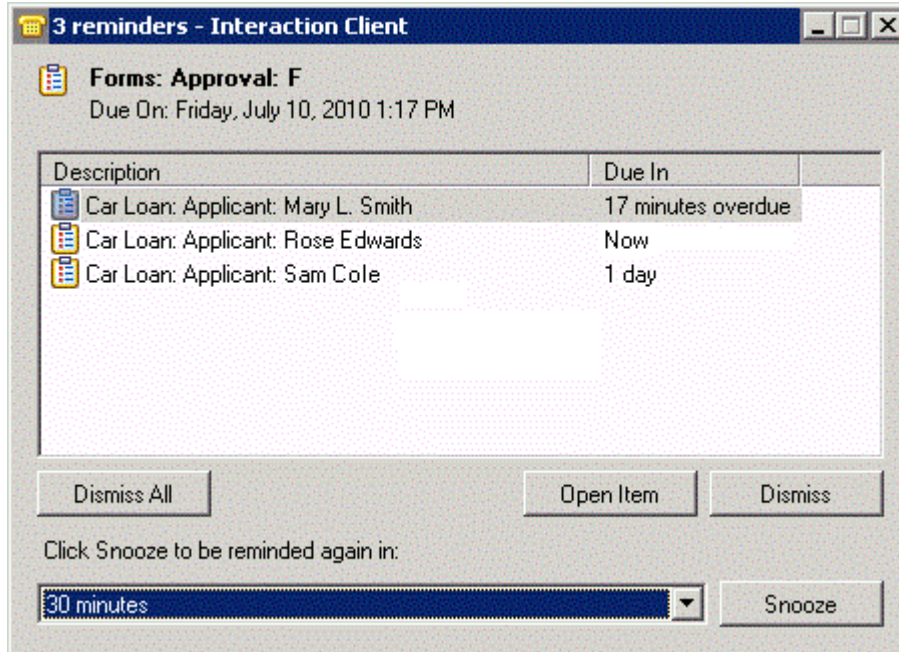 3 reminders - Interaction Client
Forms: Approval: F
Due On: Friday, July 10, 2010 1:17 PM
Description Due In
Car Loan: Applicant: Mary L. Smith 17 minutes overdue
Car Loan: Applicant: Rose Edwards Now
Car Loan: Applicant: Sam Cole 1 day
Dismiss All Open Item Dismiss
Click Snooze to be reminded again in:
30 minutes Snooze